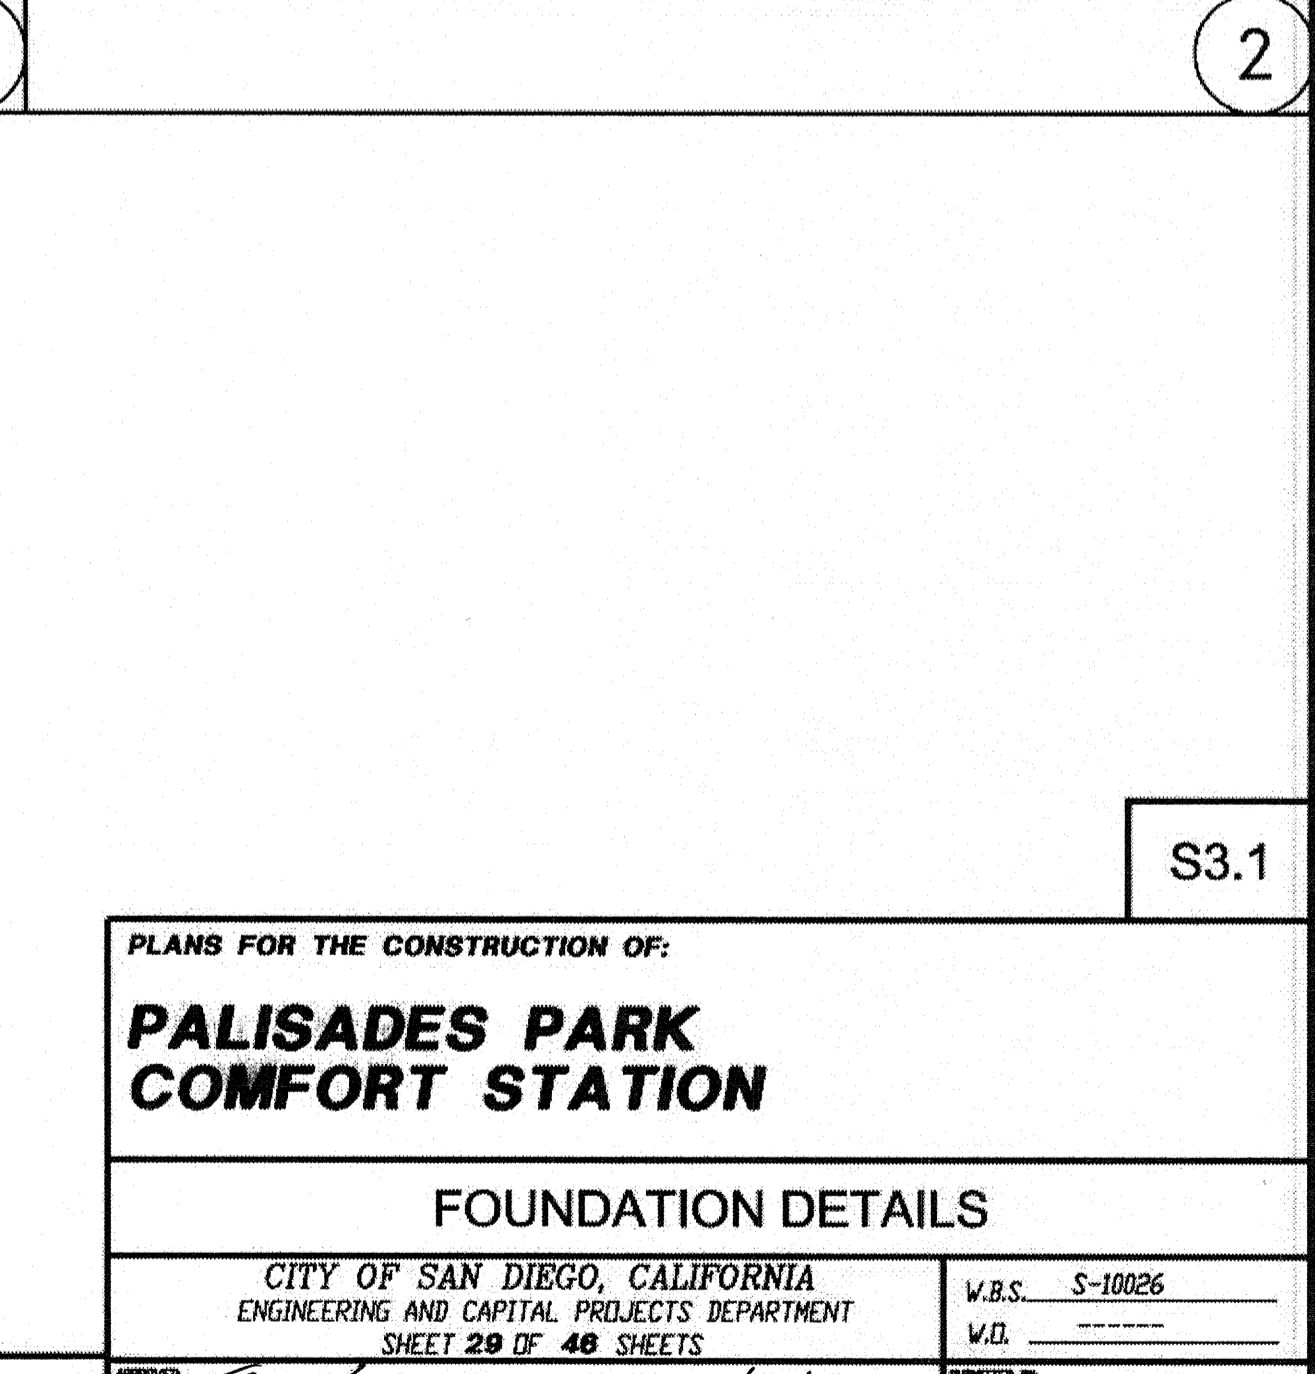 2
S3.1
PLANS FOR THE CONSTRUCTION OF:
PALISADES PARK
COMFORT STATION
FOUNDATION DETAILS
CITY OF SAN DIEGO, CALIFORNIA
ENGINEERING AND CAPITAL PROJECTS DEPARTMENT
SHEET 29 OF 46 SHEETS
W.B.S. S-10026
W.O. ------